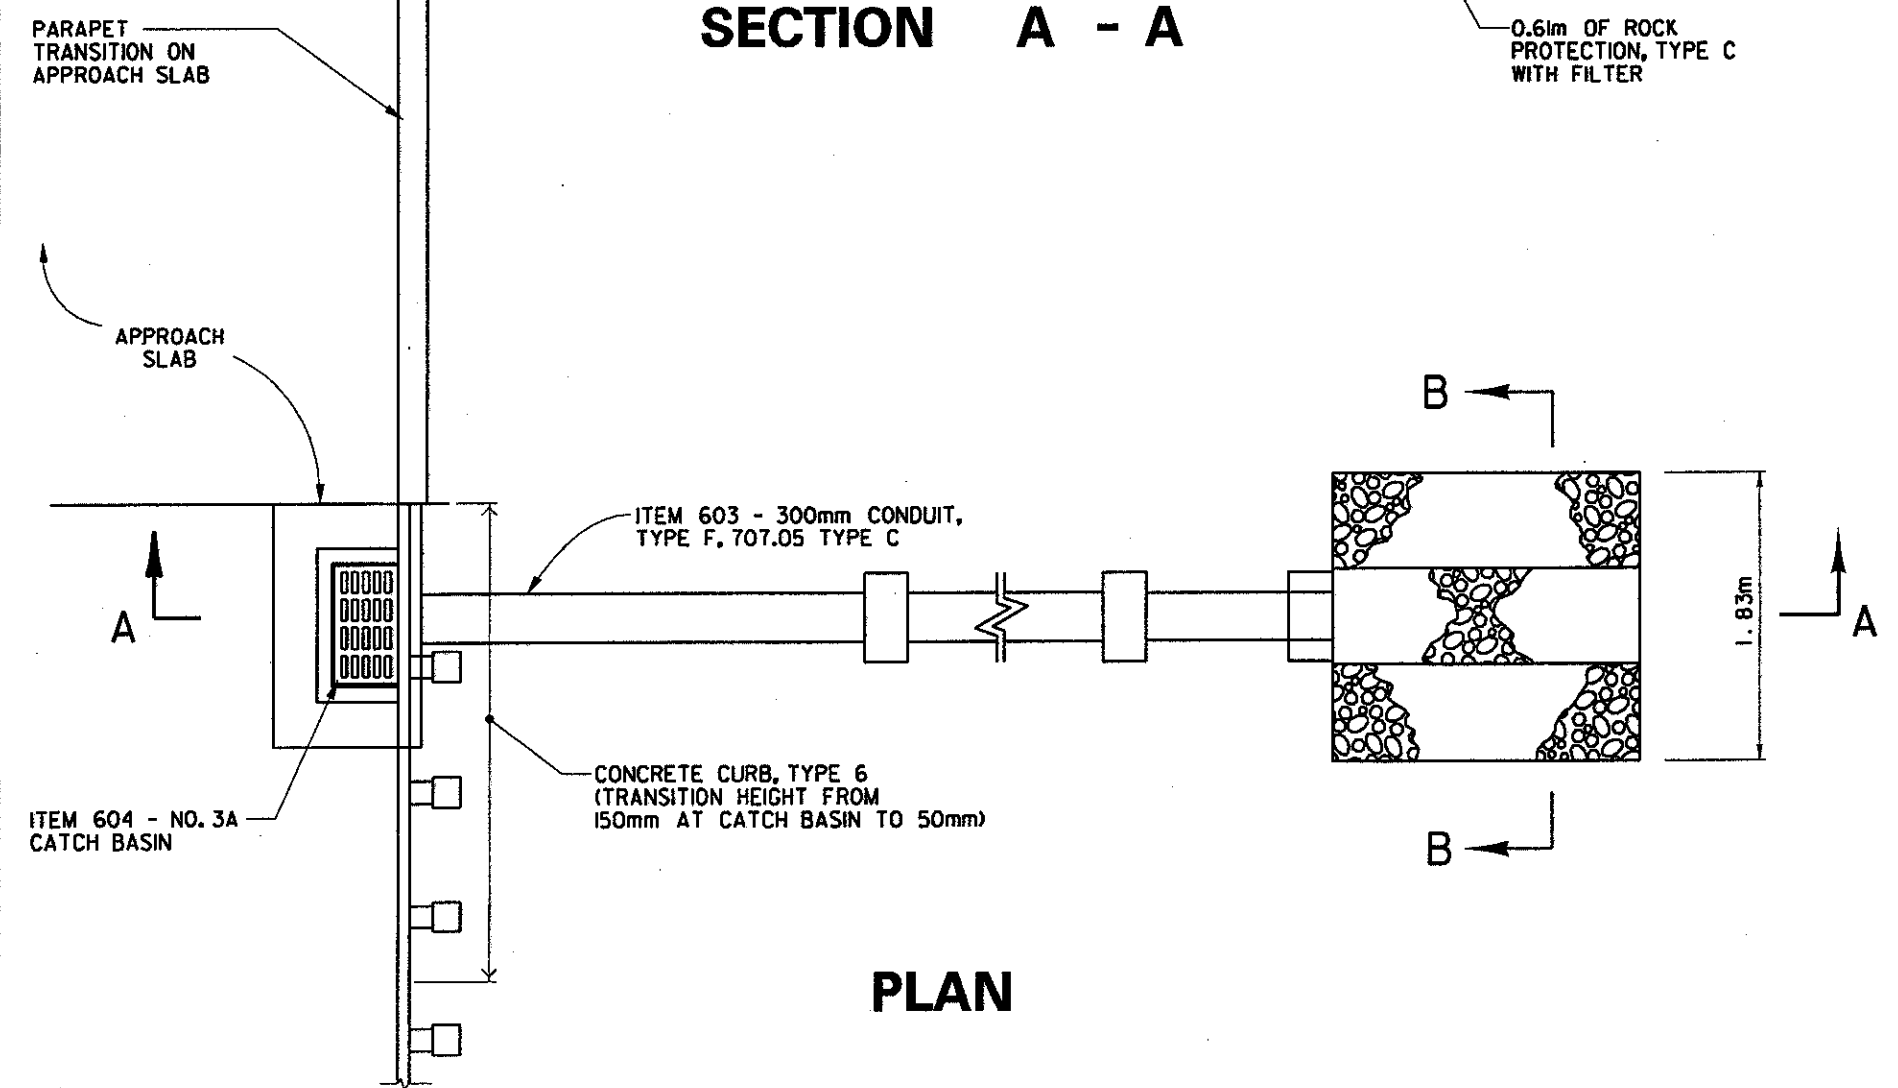 PARAPET
TRANSITION ON
APPROACH SLAB
SECTION A - A
0.61m OF ROCK
PROTECTION, TYPE C
WITH FILTER
APPROACH
SLAB
B
ITEM 603 - 300mm CONDUIT,
TYPE F, 707.05 TYPE C
A
1.83m
A
CONCRETE CURB, TYPE 6
(TRANSITION HEIGHT FROM
150mm AT CATCH BASIN TO 50mm)
ITEM 604 - NO. 3A
CATCH BASIN
B
PLAN